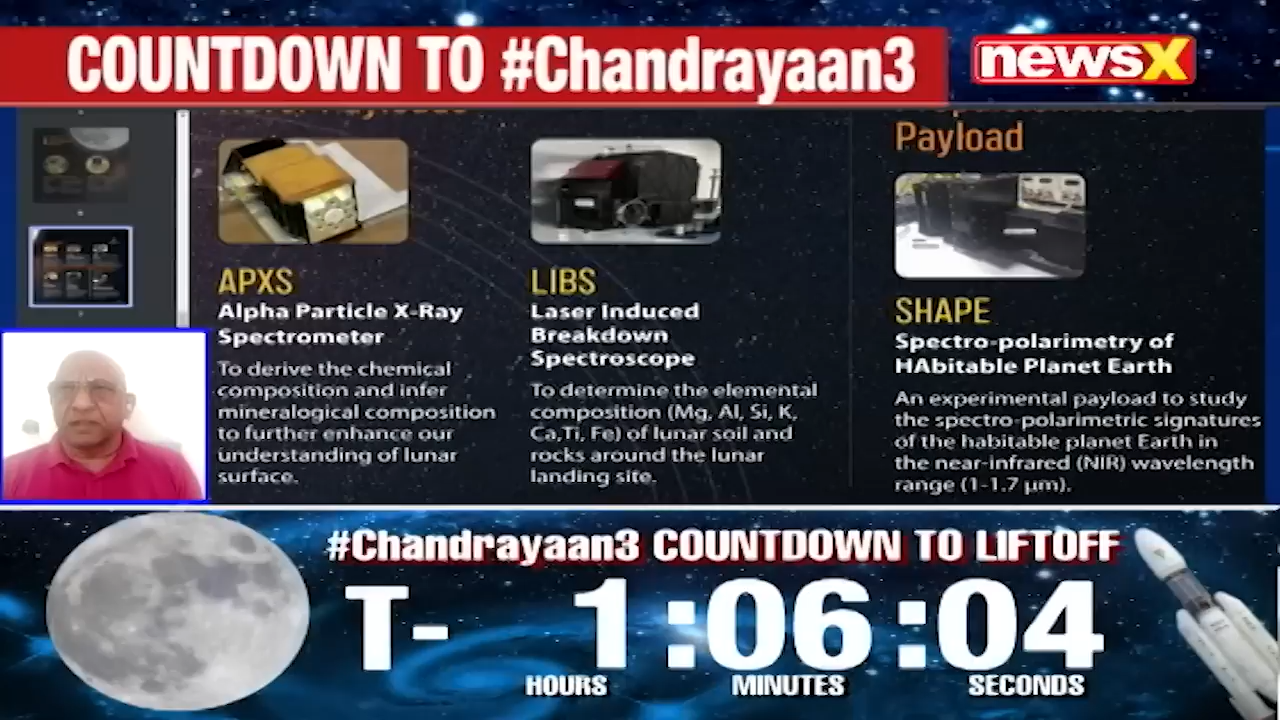 COUNTDOWN TO #Chandrayaan3
newsX
Payload
APXS
Alpha Particle X-Ray
Spectrometer
To derive the chemical
composition and infer
mineralogical composition
to further enhance our
understanding of lunar
surface.
LIBS
Laser Induced
Breakdown
Spectroscope
To determine the elemental
composition (Mg, Al, Si, K,
Ca,Ti, Fe) of lunar soil and
rocks around the lunar
landing site.
SHAPE
Spectro-polarimetry of
HAbitable Planet Earth
An experimental payload to study
the spectro-polarimetric signatures
of the habitable planet Earth in
the near-infrared (NIR) wavelength
range (1-1.7 μm).
#Chandrayaan3 COUNTDOWN TO LIFTOFF
T- 1:06:04
HOURS MINUTES SECONDS